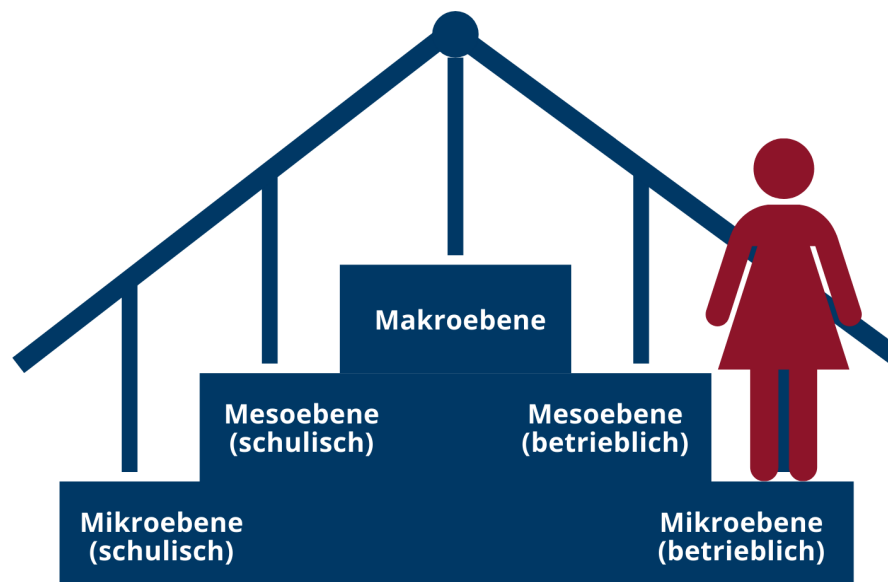 Makroebene
Mesoebene
(schulisch)
Mesoebene
(betrieblich)
Mikroebene
(schulisch)
Mikroebene
(betrieblich)